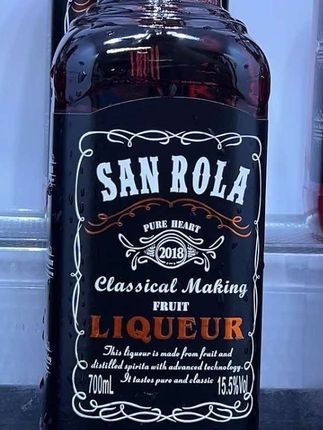 SAN ROLA
PURE HEART
2018
Classical Making
FRUIT
LIQUEUR
This liqueur is made from fruit and
distilled spirits with advanced technology.
It tastes pure and classic
700mL 15.5%Vol